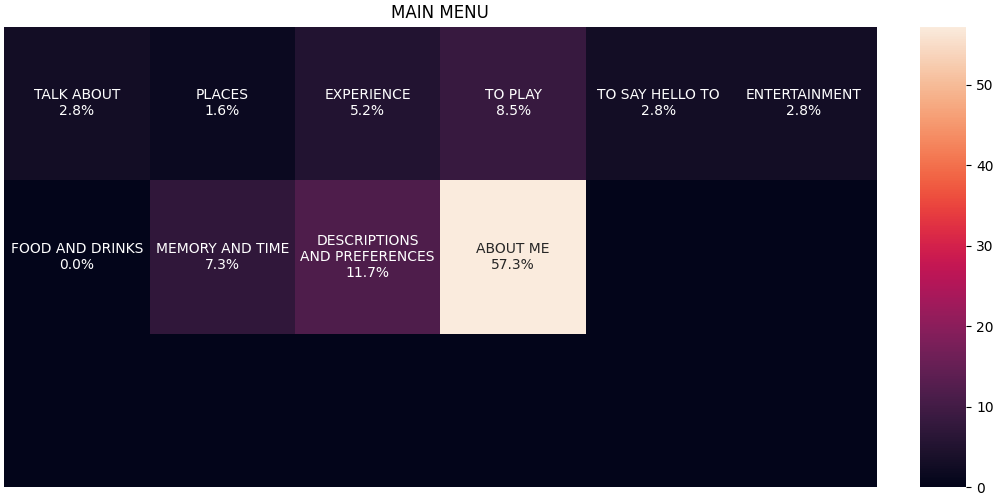 MAIN MENU
TALK ABOUT
2.8%
PLACES
1.6%
EXPERIENCE
5.2%
TO PLAY
8.5%
TO SAY HELLO TO
2.8%
ENTERTAINMENT
2.8%
FOOD AND DRINKS
0.0%
MEMORY AND TIME
7.3%
DESCRIPTIONS
AND PREFERENCES
11.7%
ABOUT ME
57.3%
50
40
30
20
10
0